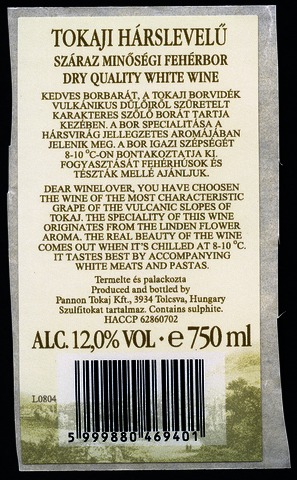 TOKAJI HÁRSLEVELŰ
SZÁRAZ MINŐSÉGI FEHÉRBOR
DRY QUALITY WHITE WINE
KEDVES BORBARÁT, A TOKAJI BORVIDÉK
VULKÁNIKUS DŰLŐIRŐL SZÜRETELT
KARAKTERES SZŐLŐ BORÁT TARTJA
KEZÉBEN. A BOR SPECIALITÁSA A
HÁRSVIRÁG JELLEGZETES AROMÁJÁBAN
JELENIK MEG. A BOR IGAZI SZÉPSÉGÉT
8-10 °C-ON BONTAKOZTATJA KI.
FOGYASZTÁSÁT FEHÉRHÚSOK ÉS
TÉSZTÁK MELLÉ AJÁNLJUK.
DEAR WINELOVER, YOU HAVE CHOOSEN
THE WINE OF THE MOST CHARACTERISTIC
GRAPE OF THE VULCANIC SLOPES OF
TOKAJ. THE SPECIALITY OF THIS WINE
ORIGINATES FROM THE LINDEN FLOWER
AROMA. THE REAL BEAUTY OF THE WINE
COMES OUT WHEN IT'S CHILLED AT 8-10 °C.
IT TASTES BEST BY ACCOMPANYING
WHITE MEATS AND PASTAS.
Termelte és palackozta
Produced and bottled by
Pannon Tokaj Kft., 3934 Tolcsva, Hungary
Szulfitokat tartalmaz. Contains sulphite.
HACCP 62860702
ALC. 12,0% VOL · e 750 ml
L0804
5 999880 469401